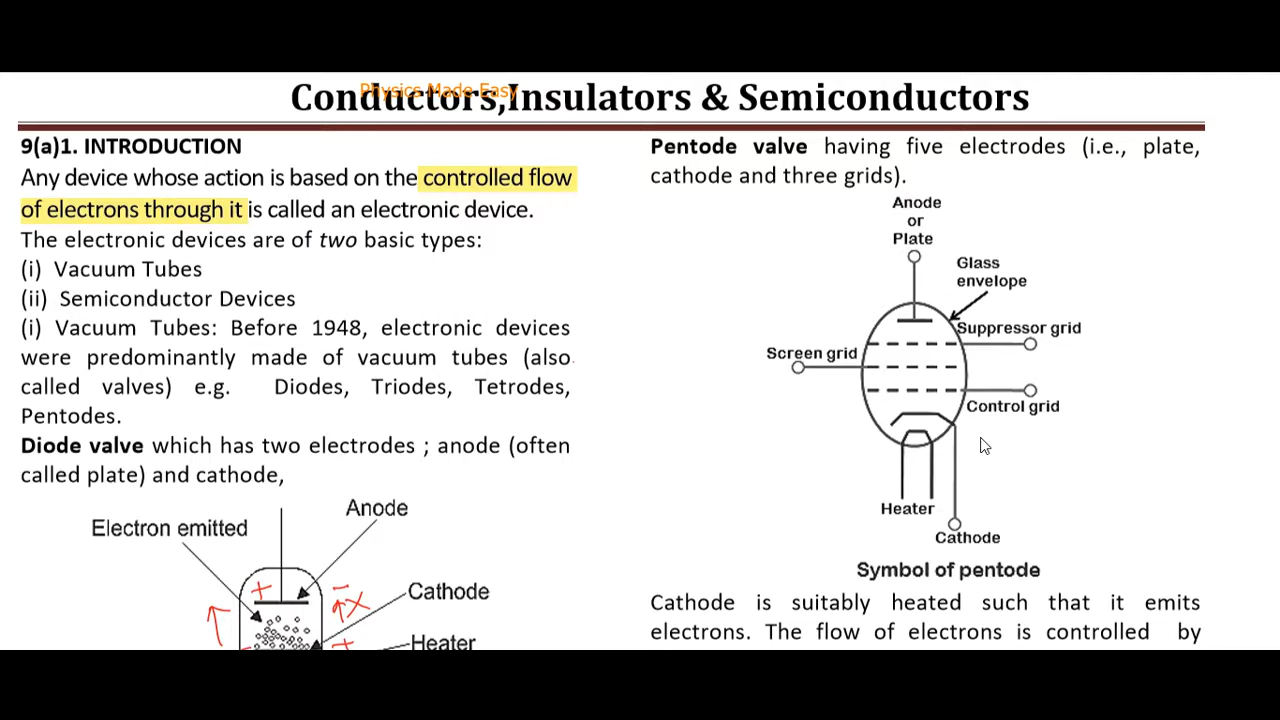 Physics Made Easy
Conductors,Insulators & Semiconductors
9(a)1. INTRODUCTION
Any device whose action is based on the controlled flow
of electrons through it is called an electronic device.
The electronic devices are of two basic types:
(i) Vacuum Tubes
(ii) Semiconductor Devices
(i) Vacuum Tubes: Before 1948, electronic devices
were predominantly made of vacuum tubes (also
called valves) e.g. Diodes, Triodes, Tetrodes,
Pentodes.
Diode valve which has two electrodes ; anode (often
called plate) and cathode,
Anode
Electron emitted
Cathode
Heater
+
−
X
−
+
Pentode valve having five electrodes (i.e., plate,
cathode and three grids).
Anode
or
Plate
Glass
envelope
Suppressor grid
Screen grid
Control grid
Heater
Cathode
Symbol of pentode
Cathode is suitably heated such that it emits
electrons. The flow of electrons is controlled by